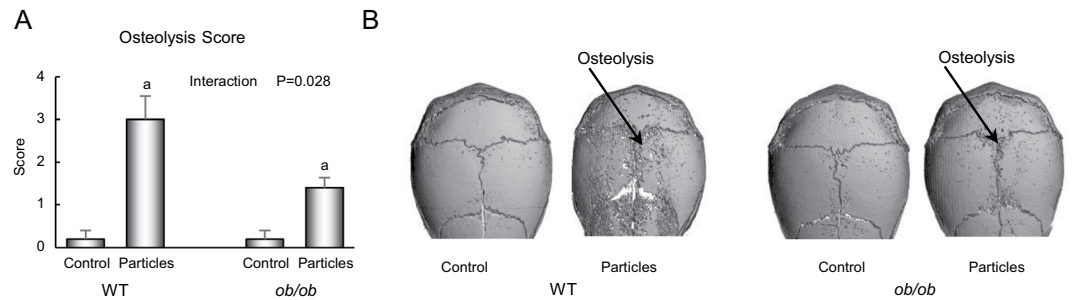 A
Osteolysis Score
4
3
2
1
0
Score
a
a
Interaction P=0.028
Control Particles
Control Particles
WT
ob/ob
B
Osteolysis
Osteolysis
Control
Particles
Control
Particles
WT
ob/ob